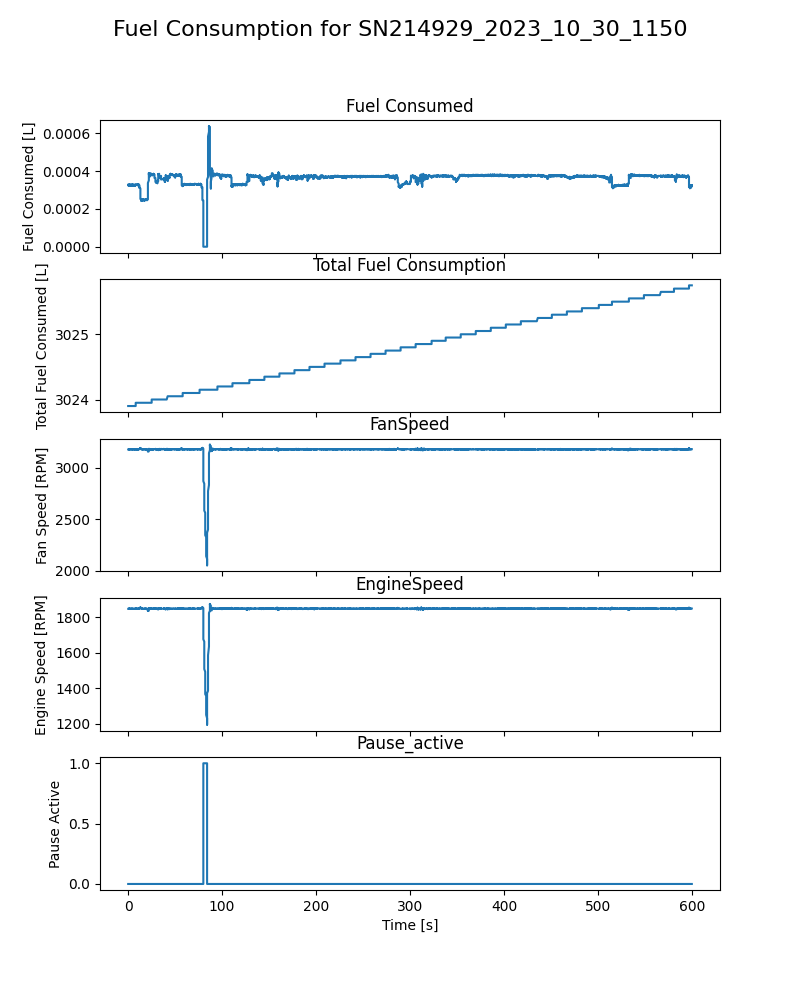 Fuel Consumption for SN214929_2023_10_30_1150
Fuel Consumed
Fuel Consumed [L]
0.0006
0.0004
0.0002
0.0000
Total Fuel Consumption
Total Fuel Consumed [L]
3025
3024
FanSpeed
Fan Speed [RPM]
3000
2500
2000
EngineSpeed
Engine Speed [RPM]
1800
1600
1400
1200
Pause_active
Pause Active
1.0
0.5
0.0
0 100 200 300 400 500 600
Time [s]